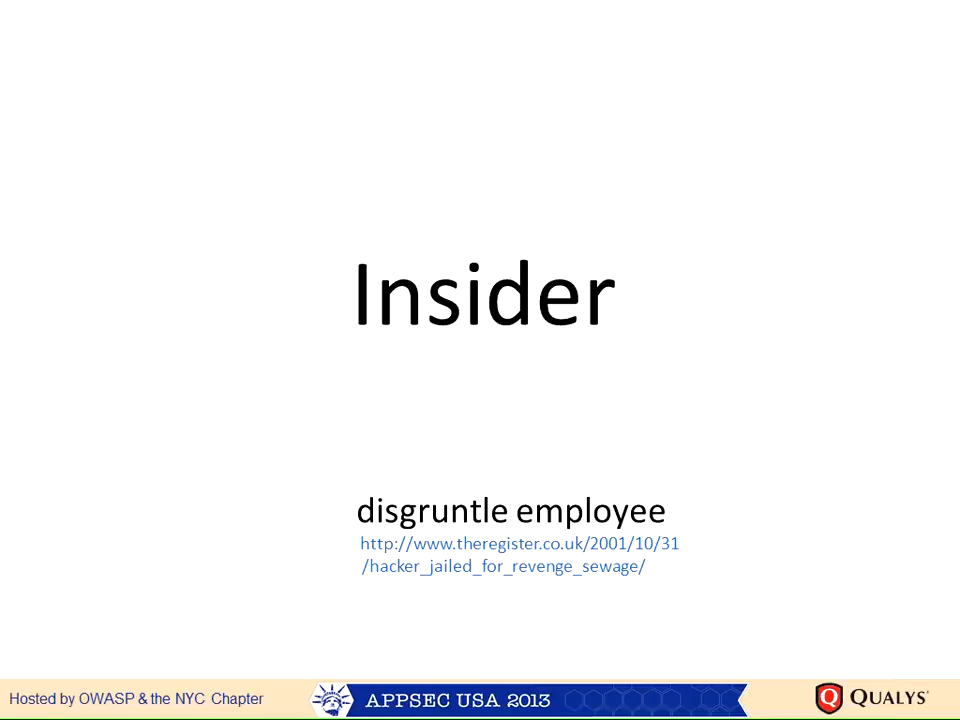 Insider
disgruntle employee
http://www.theregister.co.uk/2001/10/31
/hacker_jailed_for_revenge_sewage/
Hosted by OWASP & the NYC Chapter
APPSEC USA 2013
QUALYS